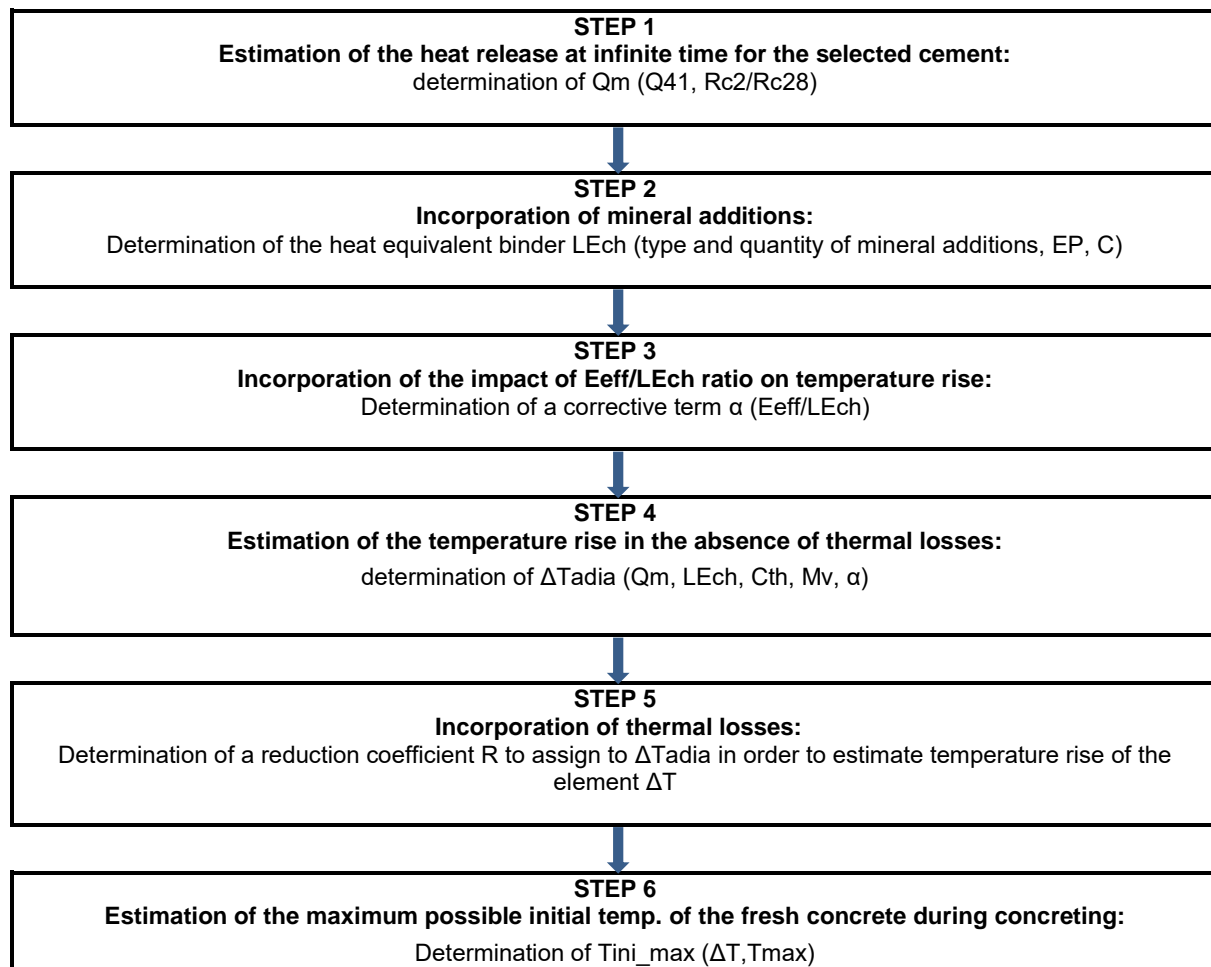 STEP 1
Estimation of the heat release at infinite time for the selected cement:
determination of Qm (Q41, Rc2/Rc28)
STEP 2
Incorporation of mineral additions:
Determination of the heat equivalent binder LEch (type and quantity of mineral additions, EP, C)
STEP 3
Incorporation of the impact of Eeff/LEch ratio on temperature rise:
Determination of a corrective term α (Eeff/LEch)
STEP 4
Estimation of the temperature rise in the absence of thermal losses:
determination of ΔTadia (Qm, LEch, Cth, Mv, α)
STEP 5
Incorporation of thermal losses:
Determination of a reduction coefficient R to assign to ΔTadia in order to estimate temperature rise of the
element ΔT
STEP 6
Estimation of the maximum possible initial temp. of the fresh concrete during concreting:
Determination of Tini_max (ΔT,Tmax)